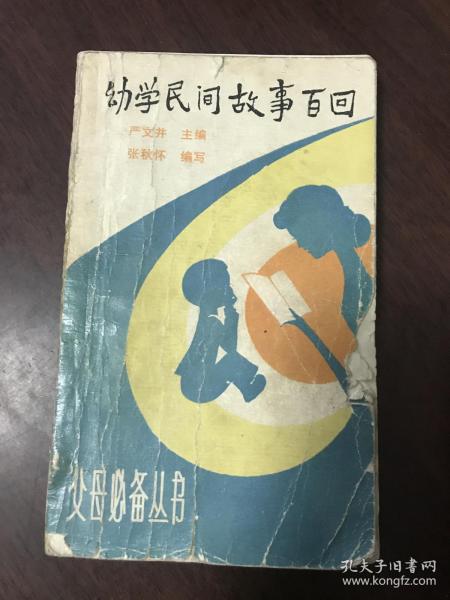 幼学民间故事百回
严文井 主编
张秋怀 编写
父母必备丛书
孔夫子旧书网
www.kongfz.com